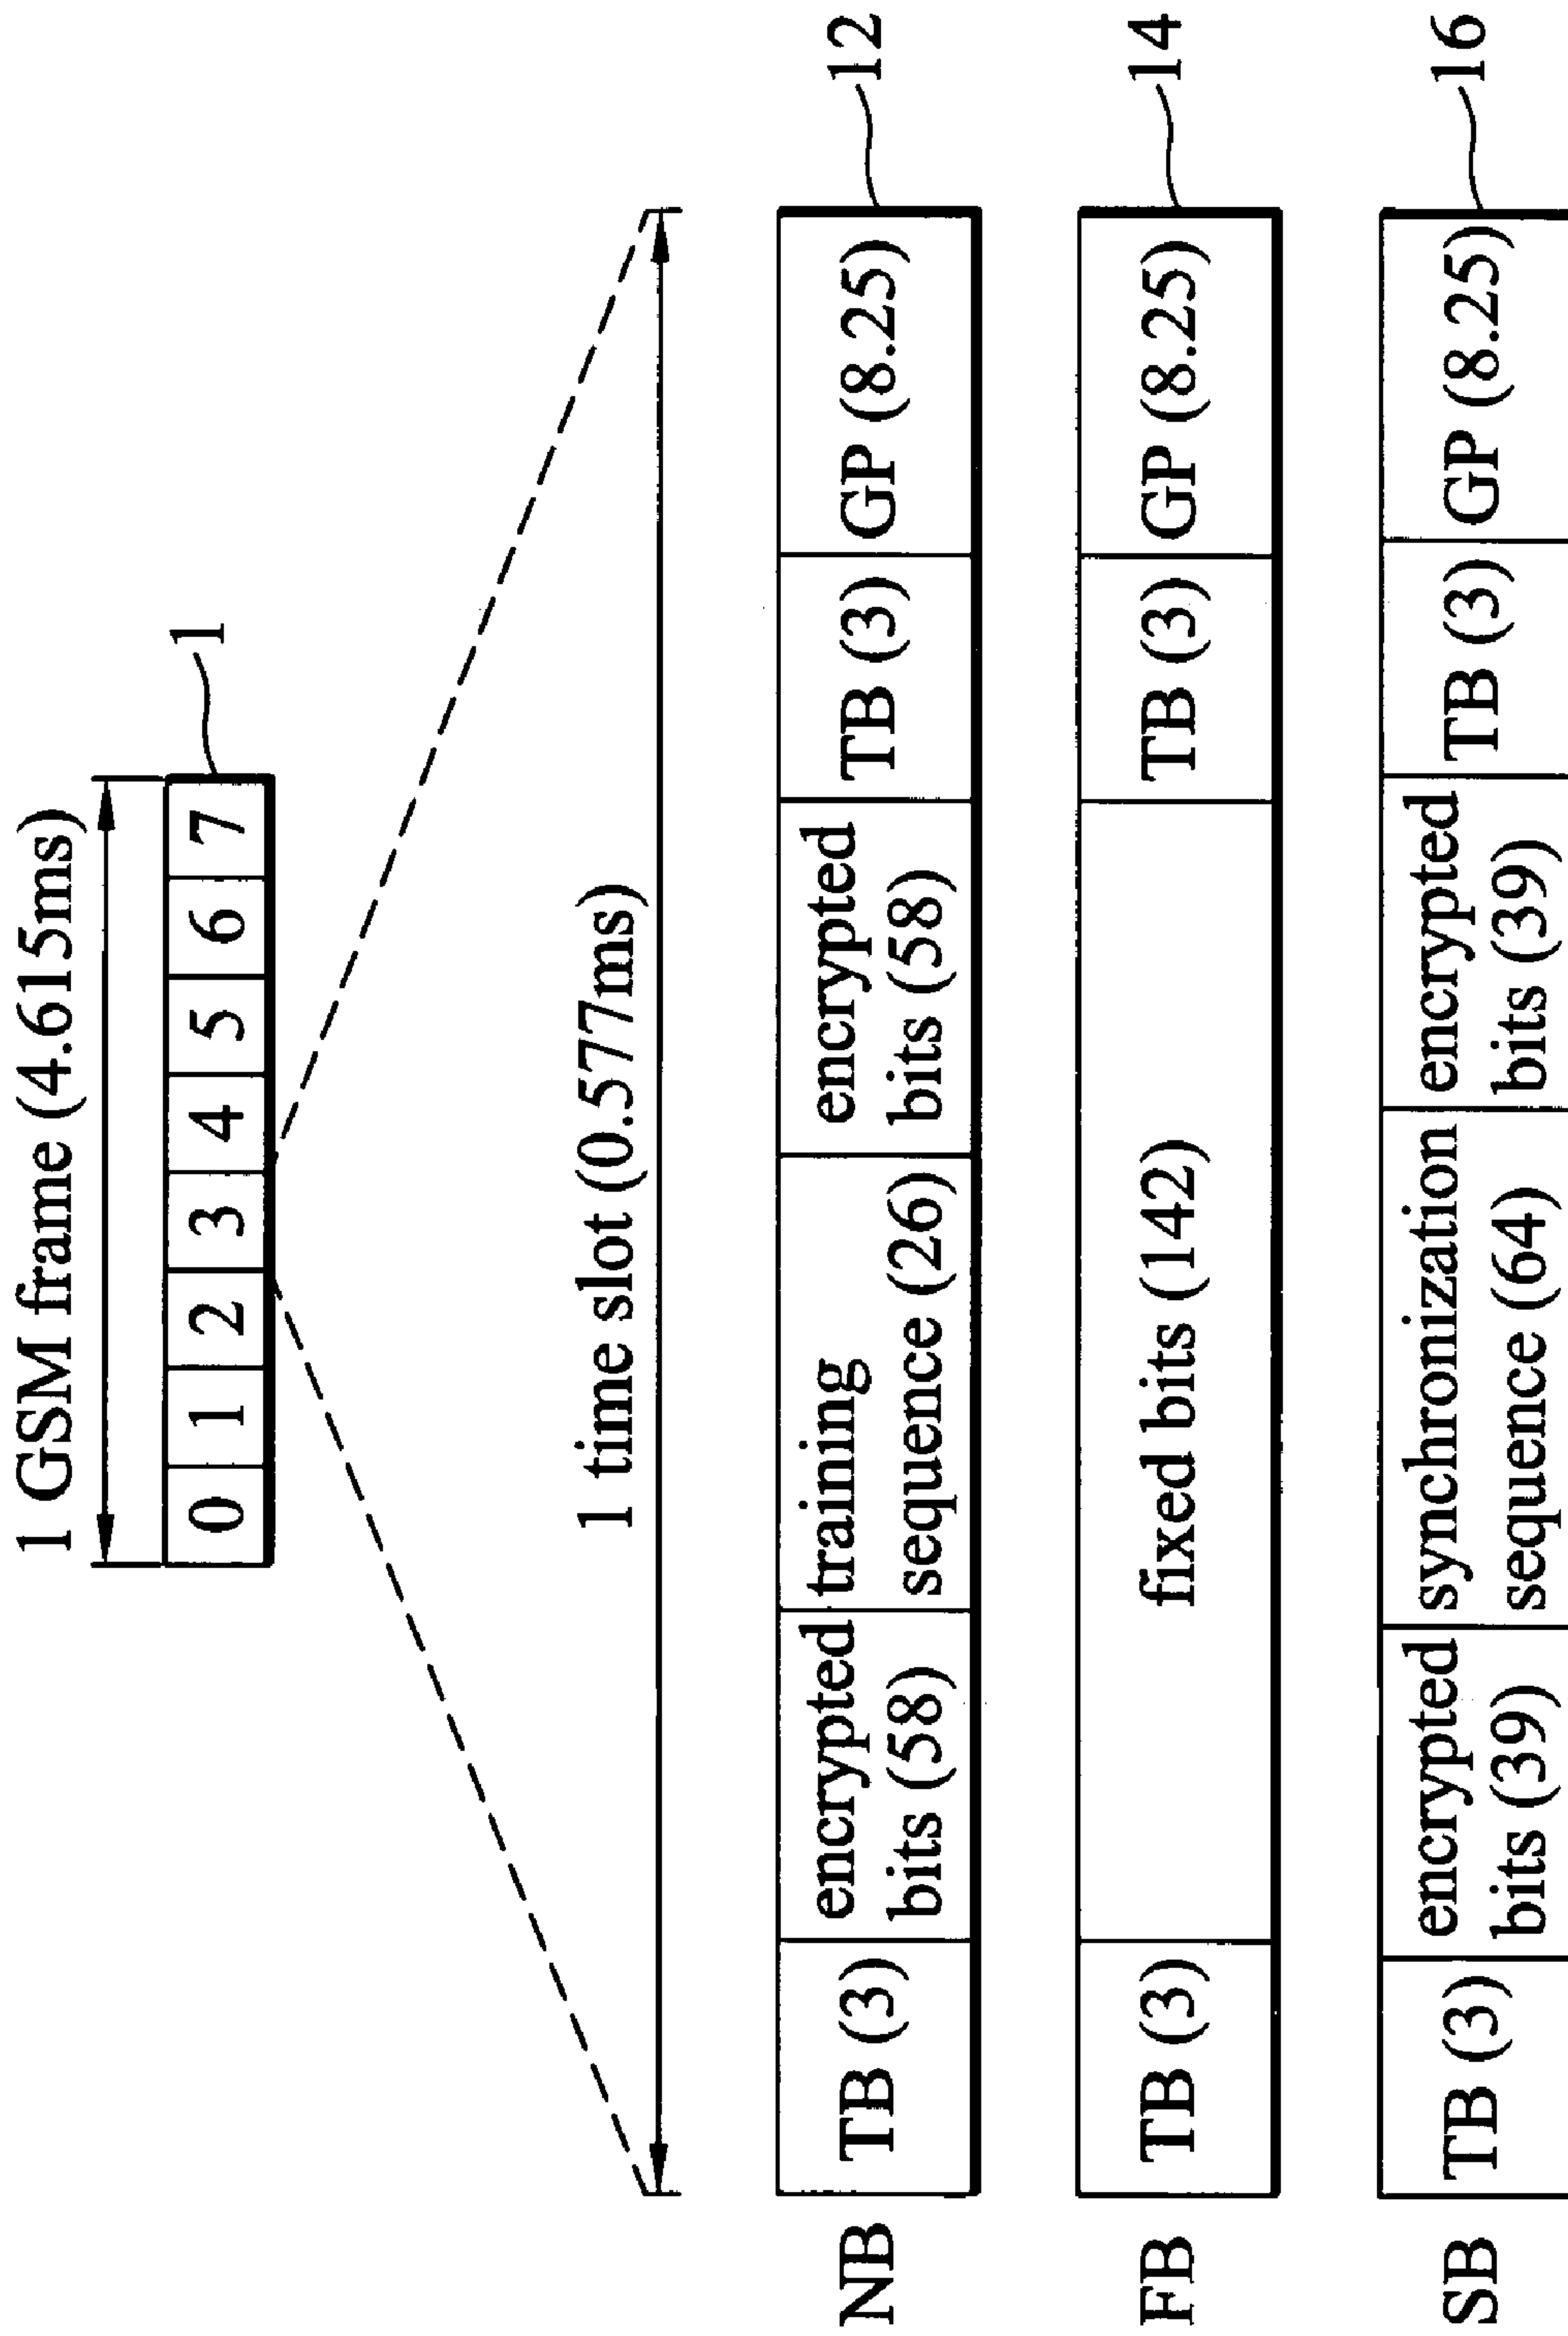 1 GSM frame (4.615ms)
0 1 2 3 4 5 6 7
1
1 time slot (0.577ms)
NB
TB (3)
encrypted
bits (58)
training
sequence (26)
encrypted
bits (58)
TB (3)
GP (8.25)
12
FB
TB (3)
fixed bits (142)
TB (3)
GP (8.25)
14
SB
TB (3)
encrypted
bits (39)
synchronization
sequence (64)
encrypted
bits (39)
TB (3)
GP (8.25)
16